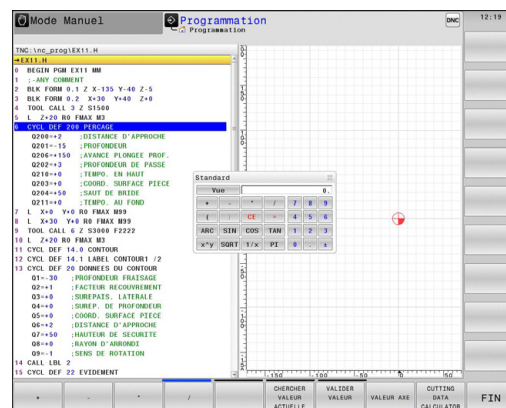 Mode Manuel
Programmation
Programmation
DNC
12:19
TNC:\nc_prog\EX11.H
→EX11.H
0 BEGIN PGM EX11 MM
1 ;-ANY COMMENT
2 BLK FORM 0.1 Z X-135 Y-40 Z-5
3 BLK FORM 0.2 X+30 Y+40 Z+0
4 TOOL CALL 3 Z S1500
5 L Z+20 R0 FMAX M3
6 CYCL DEF 200 PERCAGE
Q200=+2 ;DISTANCE D'APPROCHE
Q201=-15 ;PROFONDEUR
Q206=+150 ;AVANCE PLONGEE PROF.
Q202=+3 ;PROFONDEUR DE PASSE
Q210=+0 ;TEMPO. EN HAUT
Q203=+0 ;COORD. SURFACE PIECE
Q204=+50 ;SAUT DE BRIDE
Q211=+0 ;TEMPO. AU FOND
7 L X+0 Y+0 R0 FMAX M99
8 L X+30 Y+0 R0 FMAX M99
9 TOOL CALL 6 Z S3000 F2222
10 L Z+20 R0 FMAX M3
11 CYCL DEF 14.0 CONTOUR
12 CYCL DEF 14.1 LABEL CONTOUR1 /2
13 CYCL DEF 20 DONNEES DU CONTOUR
Q1=-30 ;PROFONDEUR FRAISAGE
Q2=+1 ;FACTEUR RECOUVREMENT
Q3=+0 ;SUREPAIS. LATERALE
Q4=+0 ;SUREP. DE PROFONDEUR
Q5=+0 ;COORD. SURFACE PIECE
Q6=+2 ;DISTANCE D'APPROCHE
Q7=+50 ;HAUTEUR DE SECURITE
Q8=+0 ;RAYON D'ARRONDI
Q9=-1 ;SENS DE ROTATION
14 CALL LBL 2
15 CYCL DEF 22 EVIDEMENT
Standard
Vue 0.
+ - * / 7 8 9
( ) CE = 4 5 6
ARC SIN COS TAN 1 2 3
x^y SQRT 1/x PI 0 . ±
-150 -100 -50 0 50
+ - * /
CHERCHER VALEUR ACTUELLE
VALIDER VALEUR
VALEUR AXE
CUTTING DATA CALCULATOR
FIN